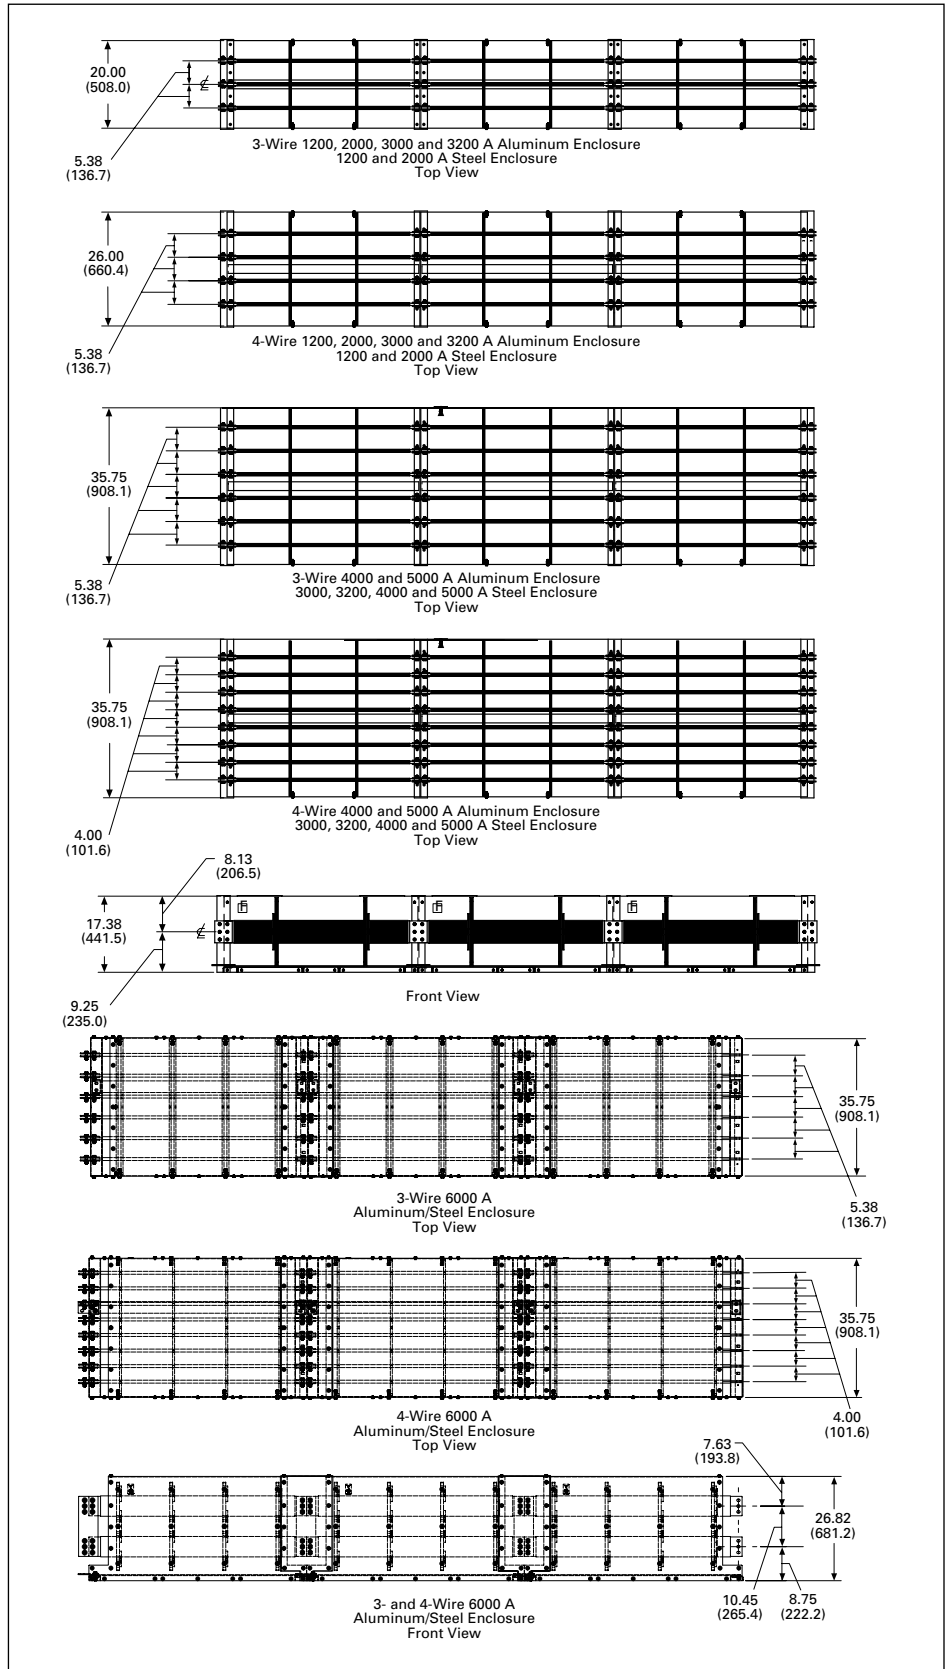 20.00
(508.0)
5.38
(136.7)
3-Wire 1200, 2000, 3000 and 3200 A Aluminum Enclosure
1200 and 2000 A Steel Enclosure
Top View
26.00
(660.4)
5.38
(136.7)
4-Wire 1200, 2000, 3000 and 3200 A Aluminum Enclosure
1200 and 2000 A Steel Enclosure
Top View
35.75
(908.1)
5.38
(136.7)
3-Wire 4000 and 5000 A Aluminum Enclosure
3000, 3200, 4000 and 5000 A Steel Enclosure
Top View
35.75
(908.1)
4.00
(101.6)
4-Wire 4000 and 5000 A Aluminum Enclosure
3000, 3200, 4000 and 5000 A Steel Enclosure
Top View
8.13
(206.5)
17.38
(441.5)
9.25
(235.0)
F
F
F
Front View
35.75
(908.1)
5.38
(136.7)
3-Wire 6000 A
Aluminum/Steel Enclosure
Top View
35.75
(908.1)
4.00
(101.6)
4-Wire 6000 A
Aluminum/Steel Enclosure
Top View
7.63
(193.8)
26.82
(681.2)
10.45
(265.4)
8.75
(222.2)
3- and 4-Wire 6000 A
Aluminum/Steel Enclosure
Front View